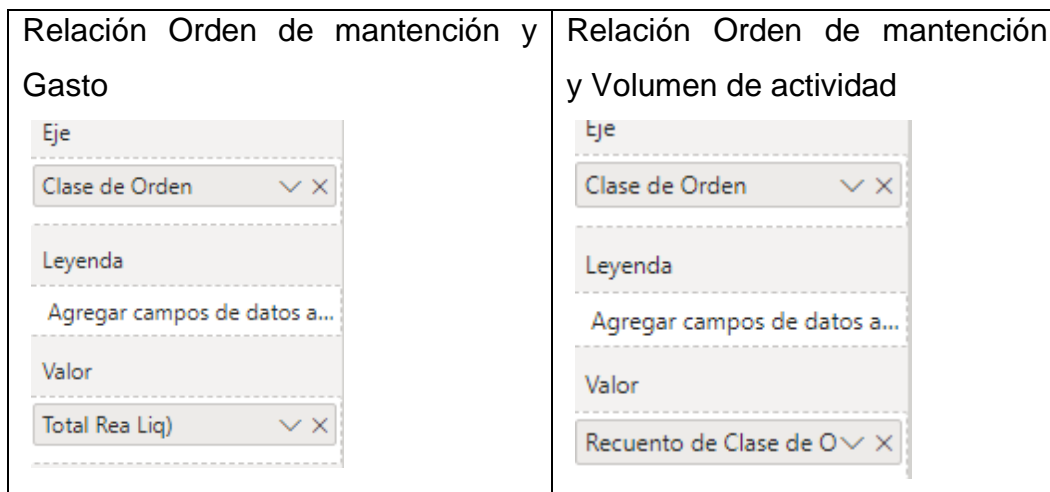 Relación Orden de mantención y
Gasto
Eje
Clase de Orden
Leyenda
Agregar campos de datos a...
Valor
Total Rea Liq)
Relación Orden de mantención
y Volumen de actividad
Eje
Clase de Orden
Leyenda
Agregar campos de datos a...
Valor
Recuento de Clase de O